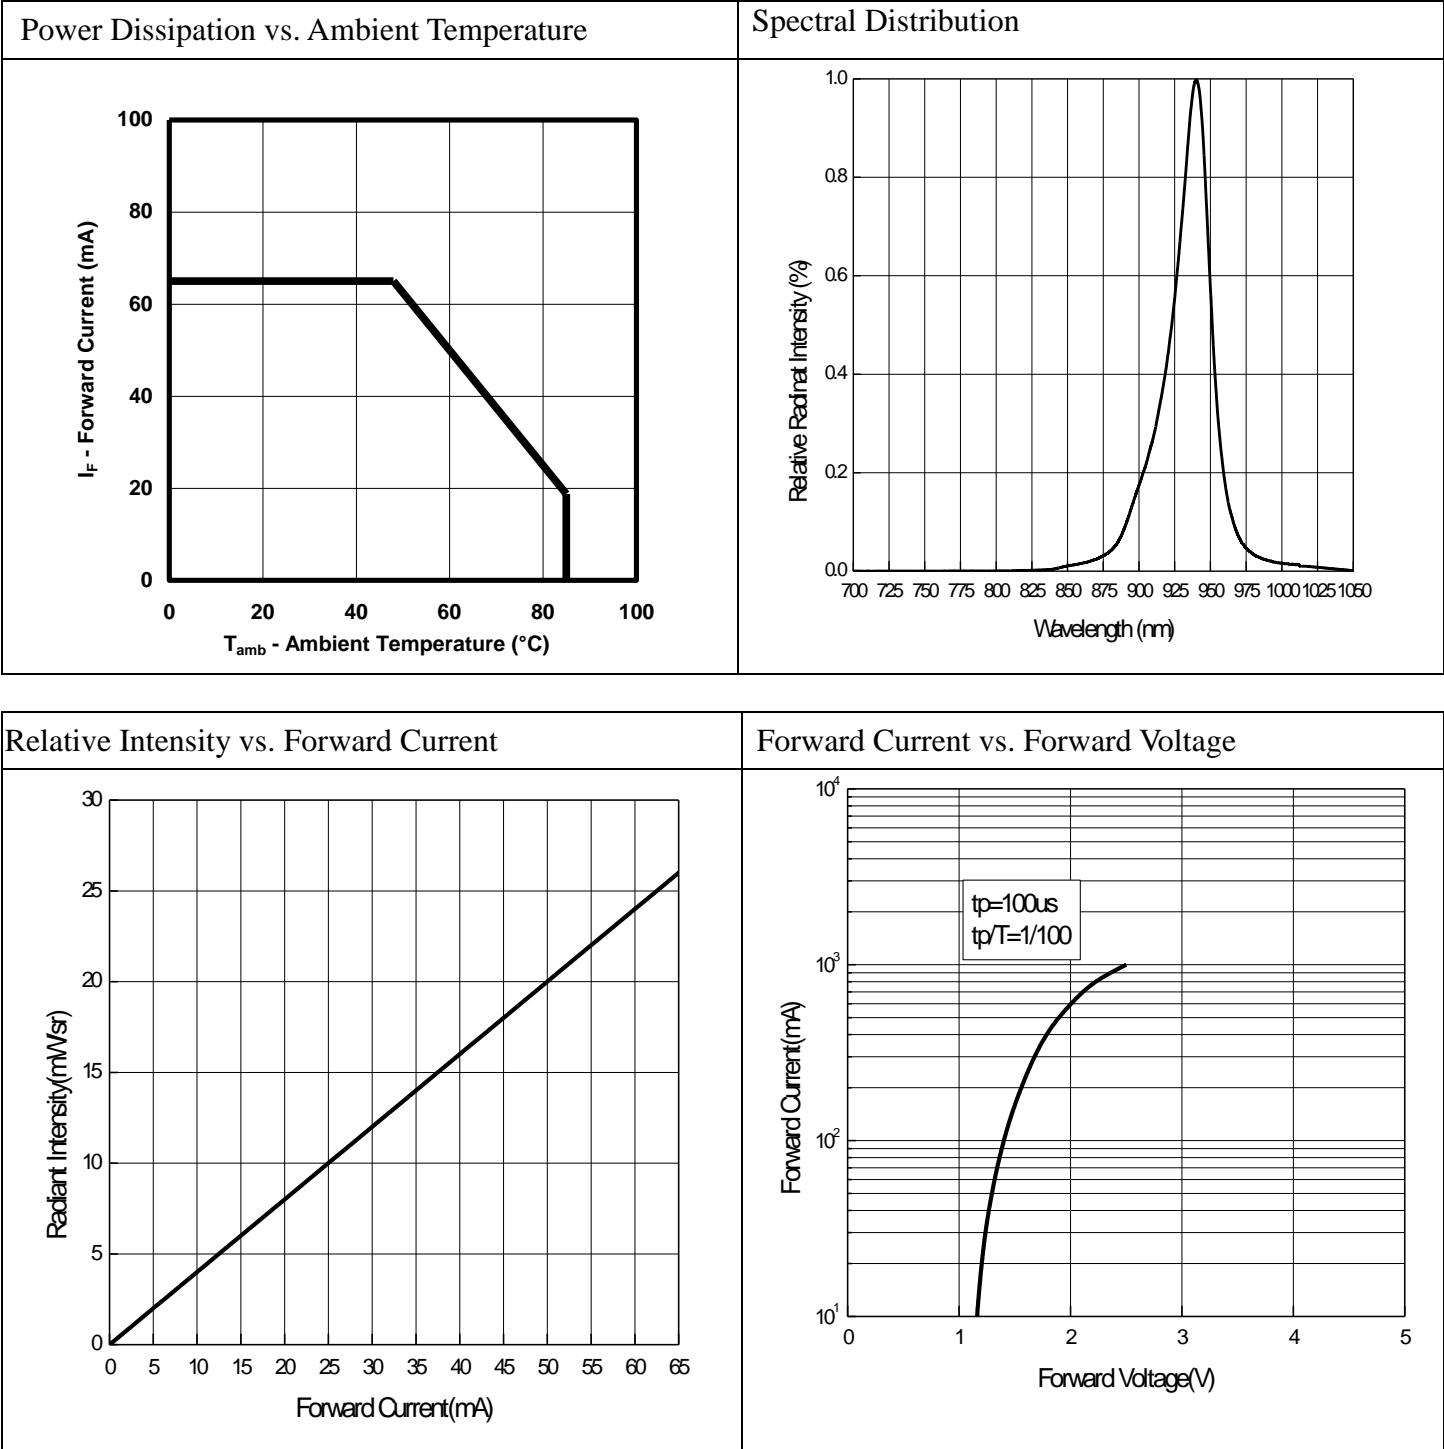 Power Dissipation vs. Ambient Temperature
Spectral Distribution
100
80
60
40
20
0
I_F - Forward Current (mA)
0 20 40 60 80 100
T_amb - Ambient Temperature (°C)
1.0
0.8
0.6
0.4
0.2
0.0
Relative Radinat Intensity (%)
700 725 750 775 800 825 850 875 900 925 950 975 1000 1025 1050
Wavelength (nm)
Relative Intensity vs. Forward Current
Forward Current vs. Forward Voltage
30
25
20
15
10
5
0
Radiant Intensity(mW/sr)
0 5 10 15 20 25 30 35 40 45 50 55 60 65
Forward Current(mA)
10^4
10^3
10^2
10^1
Forward Current(mA)
tp=100us
tp/T=1/100
0 1 2 3 4 5
Forward Voltage(V)